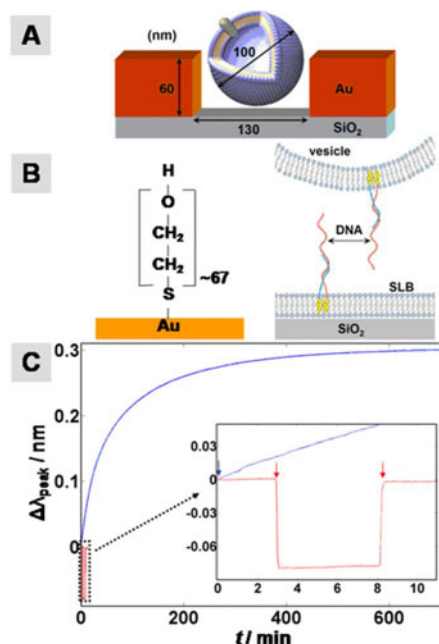 A
(nm)
100
60
Au
130
SiO2
B
H
O
CH2
CH2
S
~67
Au
vesicle
DNA
SLB
SiO2
C
0.3
0.2
0.1
0
Δλpeak / nm
0.03
0
-0.03
-0.06
0 2 4 6 8 10
0 200 400 600
t / min